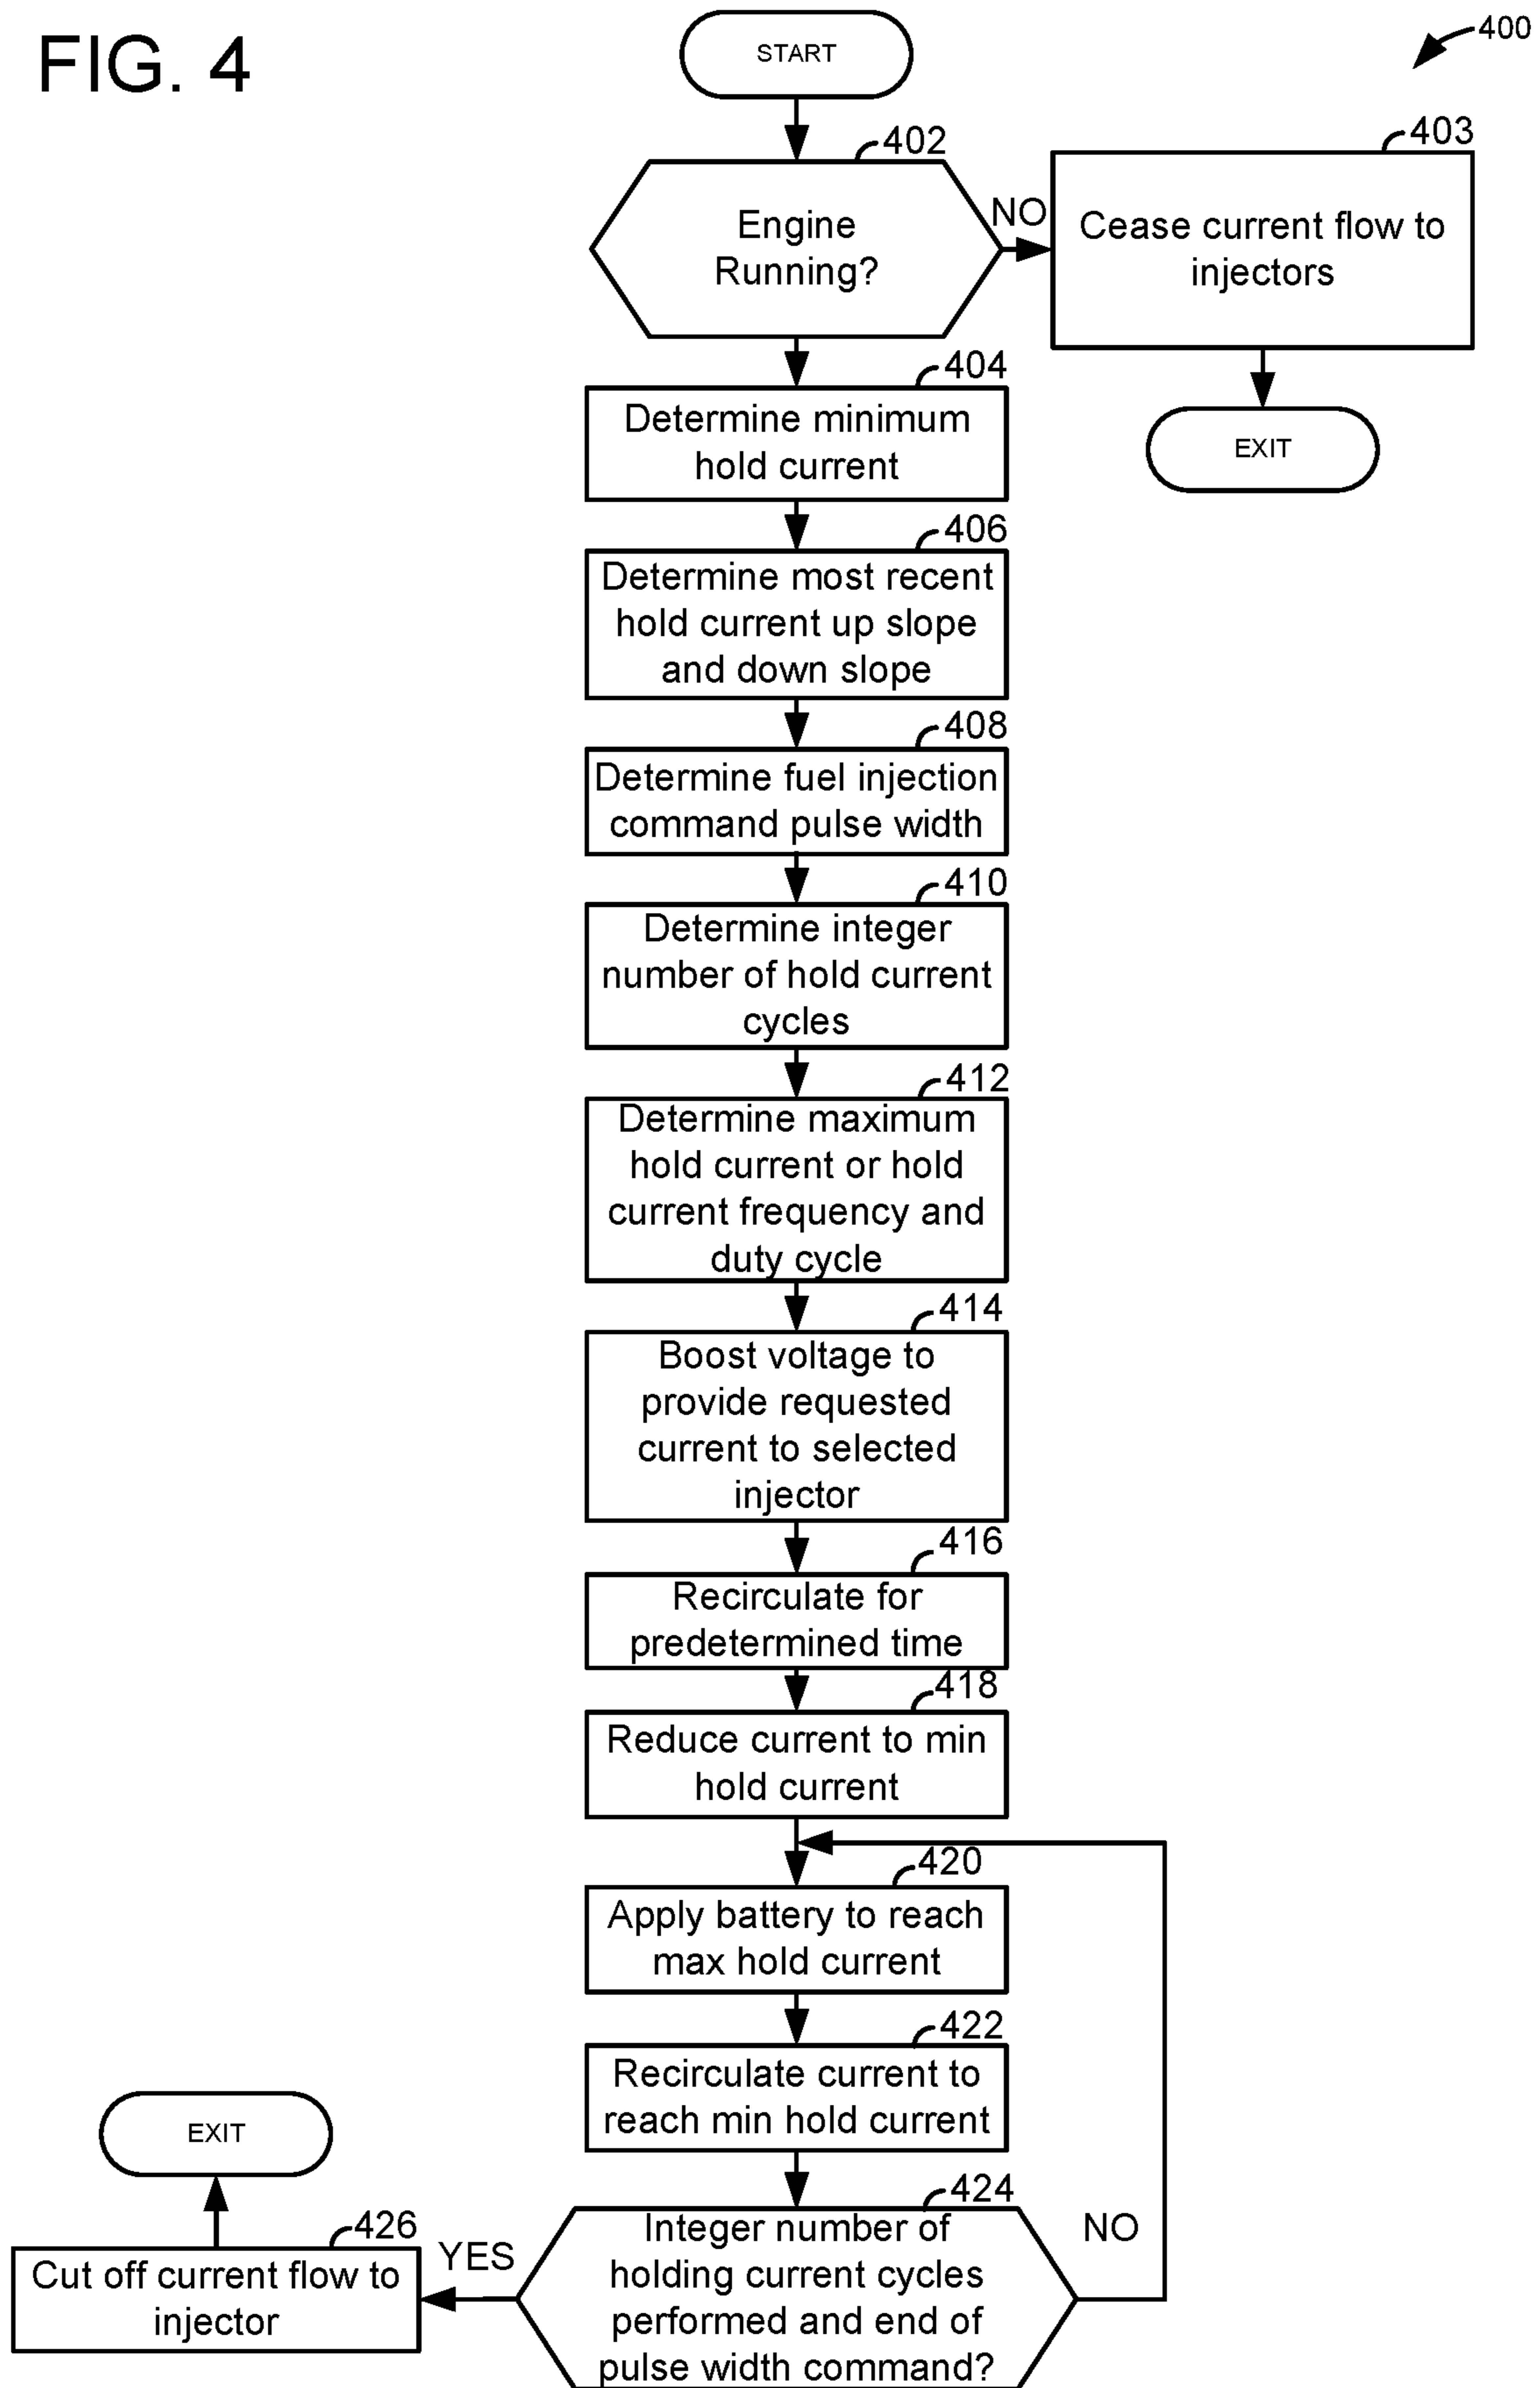 FIG. 4
START
400
402
403
Engine
Running?
NO
Cease current flow to
injectors
404
Determine minimum
hold current
EXIT
406
Determine most recent
hold current up slope
and down slope
408
Determine fuel injection
command pulse width
410
Determine integer
number of hold current
cycles
412
Determine maximum
hold current or hold
current frequency and
duty cycle
414
Boost voltage to
provide requested
current to selected
injector
416
Recirculate for
predetermined time
418
Reduce current to min
hold current
420
Apply battery to reach
max hold current
422
Recirculate current to
reach min hold current
424
Integer number of
holding current cycles
performed and end of
pulse width command?
NO
YES
426
Cut off current flow to
injector
EXIT